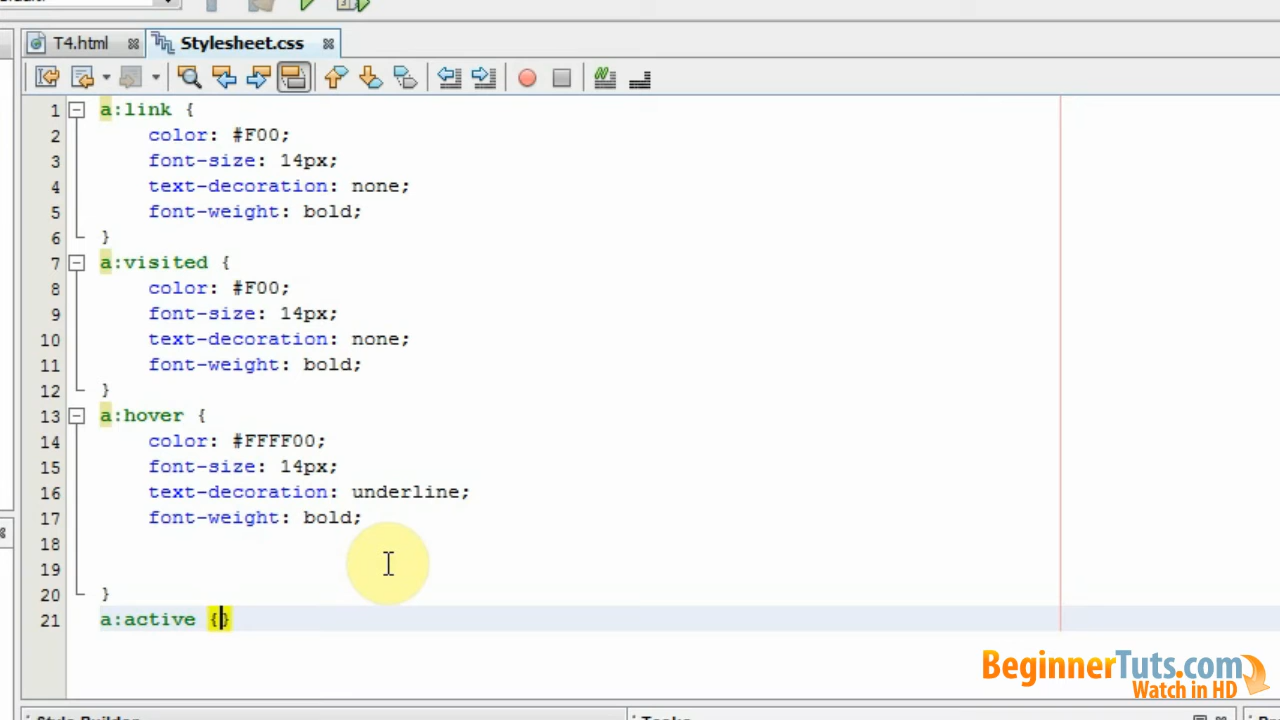 T4.html
Stylesheet.css
1 a:link {
2 color: #F00;
3 font-size: 14px;
4 text-decoration: none;
5 font-weight: bold;
6 }
7 a:visited {
8 color: #F00;
9 font-size: 14px;
10 text-decoration: none;
11 font-weight: bold;
12 }
13 a:hover {
14 color: #FFFF00;
15 font-size: 14px;
16 text-decoration: underline;
17 font-weight: bold;
18
19
20 }
21 a:active {}
BeginnerTuts.com
Watch in HD
Style Builder
Tasks